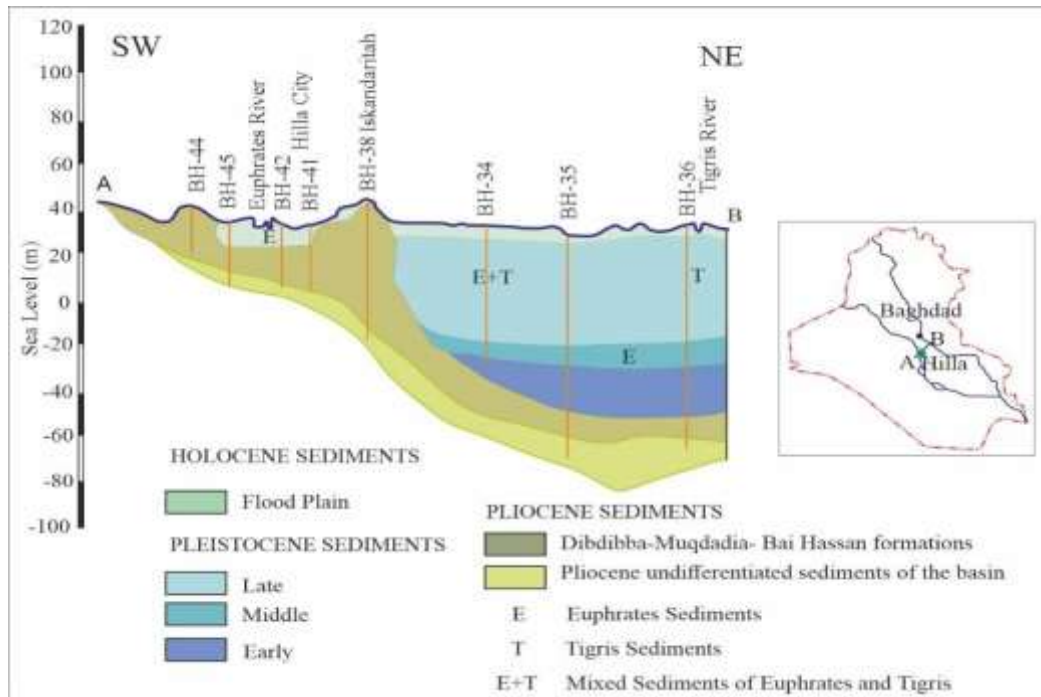 120
100
80
60
40
20
0
-20
-40
-60
-80
-100
Sea Level (m)
SW
NE
A
BH-44
BH-45
Euphrates River
BH-42
BH-41
Hilla City
BH-38 Iskandaritah
BH-34
BH-35
BH-36
Tigris River
B
E
E+T
T
E
Baghdad
B
A Hilla
HOLOCENE SEDIMENTS
Flood Plain
PLEISTOCENE SEDIMENTS
Late
Middle
Early
PLIOCENE SEDIMENTS
Dibdibba-Muqdadia- Bai Hassan formations
Pliocene undifferentiated sediments of the basin
E Euphrates Sediments
T Tigris Sediments
E+T Mixed Sediments of Euphrates and Tigris